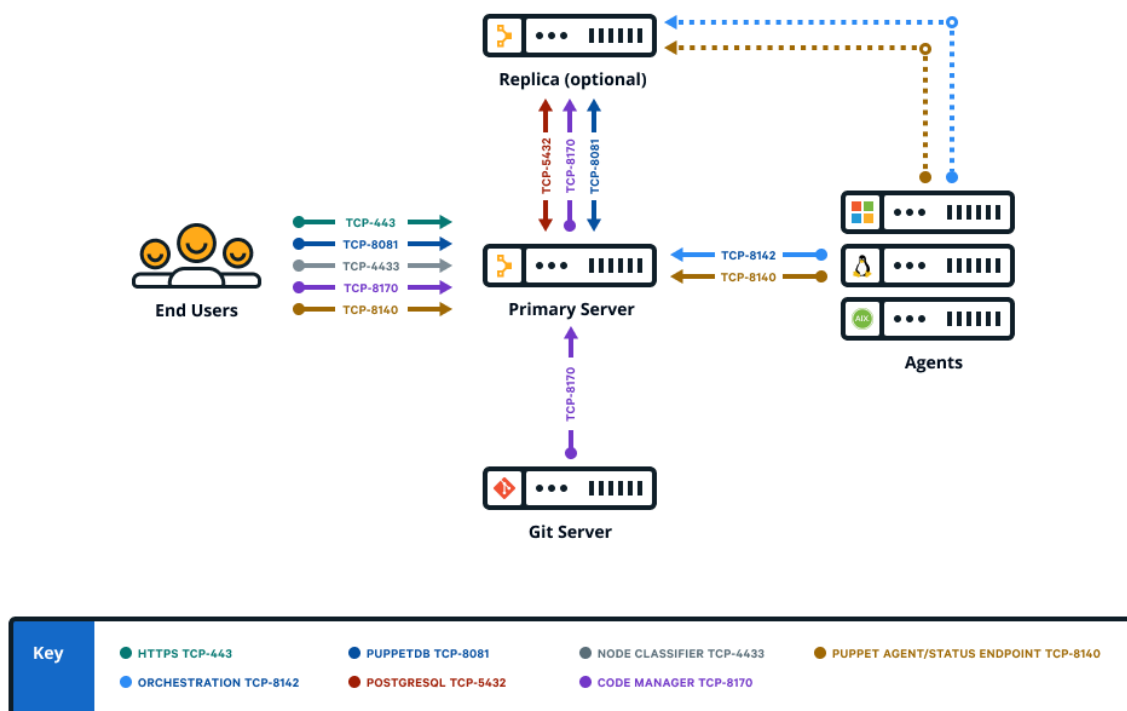 Replica (optional)
TCP-5432
TCP-8170
TCP-8081
TCP-443
TCP-8081
TCP-4433
TCP-8170
TCP-8140
End Users
Primary Server
TCP-8142
TCP-8140
AIX
Agents
TCP-8170
Git Server
Key
HTTPS TCP-443
PUPPETDB TCP-8081
NODE CLASSIFIER TCP-4433
PUPPET AGENT/STATUS ENDPOINT TCP-8140
ORCHESTRATION TCP-8142
POSTGRESQL TCP-5432
CODE MANAGER TCP-8170